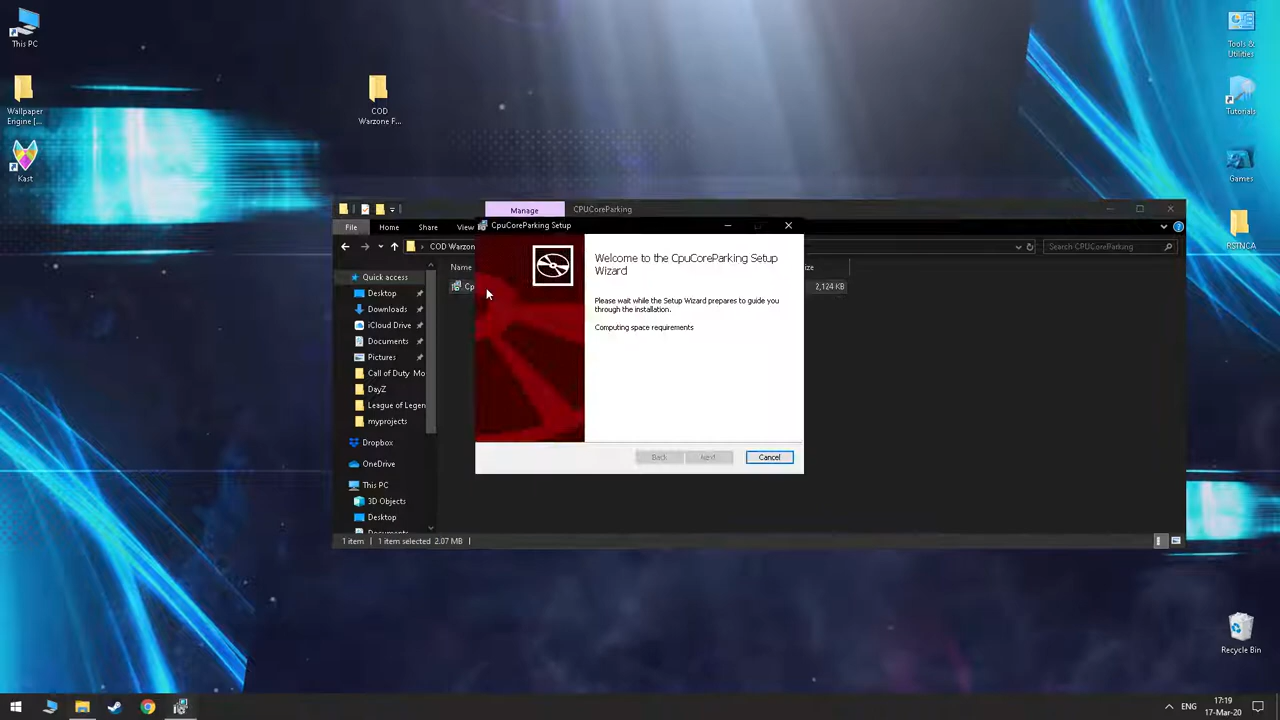 This PC
Wallpaper
Engine [...
Kast
COD
Warzone F...
Tools &
Utilities
Tutorials
Games
RSTNCA
Recycle Bin
Manage
CPUCoreParking
File
Home
Share
View
COD Warzone
Search CPUCoreParking
Quick access
Desktop
Downloads
iCloud Drive
Documents
Pictures
Call of Duty Mo
DayZ
League of Legen
myprojects
Dropbox
OneDrive
This PC
3D Objects
Desktop
Documents
Name
Cp
2,124 KB
1 item
1 item selected 2.07 MB
CpuCoreParking Setup
Welcome to the CpuCoreParking Setup
Wizard
Please wait while the Setup Wizard prepares to guide you
through the installation.
Computing space requirements
Back
Next
Cancel
ENG
17:19
17-Mar-20